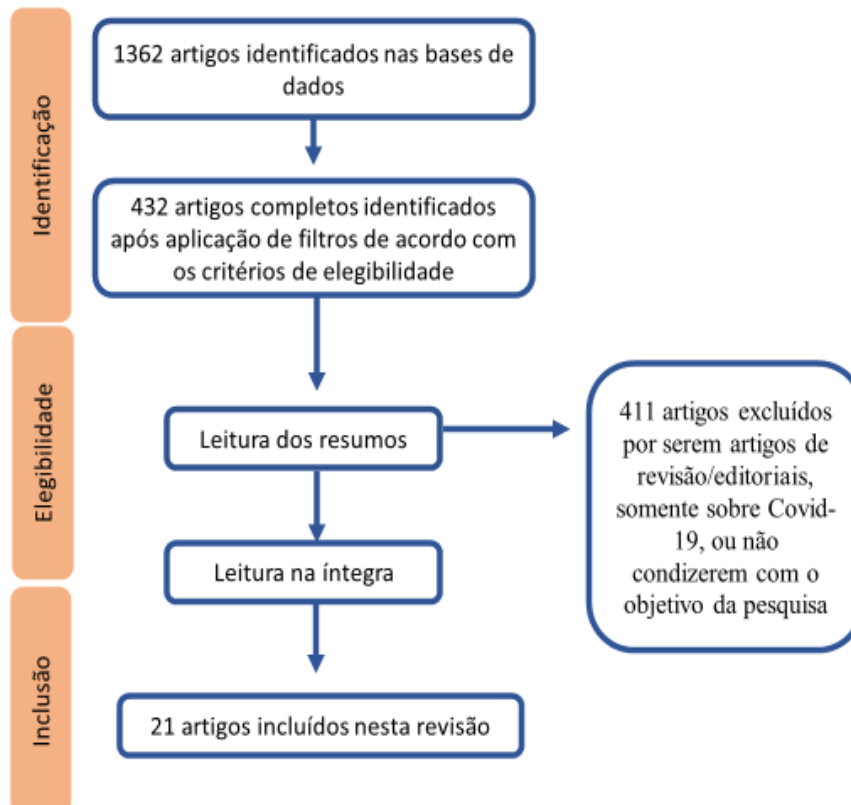 Identificação
1362 artigos identificados nas bases de
dados
432 artigos completos identificados
após aplicação de filtros de acordo com
os critérios de elegibilidade
Elegibilidade
Leitura dos resumos
411 artigos excluídos
por serem artigos de
revisão/editoriais,
somente sobre Covid-
19, ou não
condizerem com o
objetivo da pesquisa
Leitura na íntegra
Inclusão
21 artigos incluídos nesta revisão